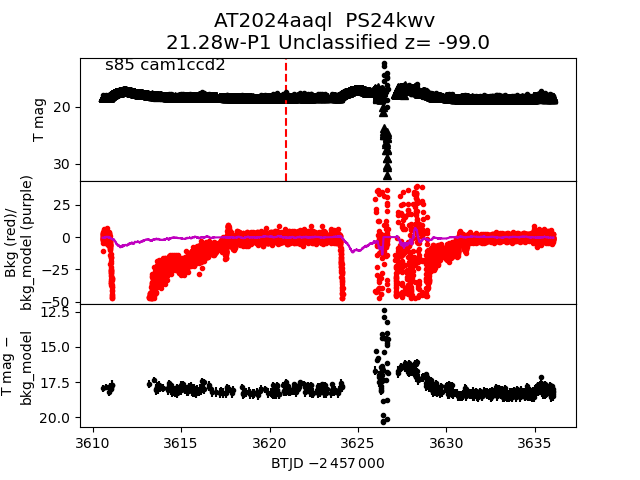 AT2024aaql  PS24kwv
21.28w-P1 Unclassified z= -99.0
s85 cam1ccd2
T mag
20
30
Bkg (red)/
bkg_model (purple)
25
0
−25
−50
T mag −
bkg_model
12.5
15.0
17.5
20.0
3610 3615 3620 3625 3630 3635
BTJD −2 457 000